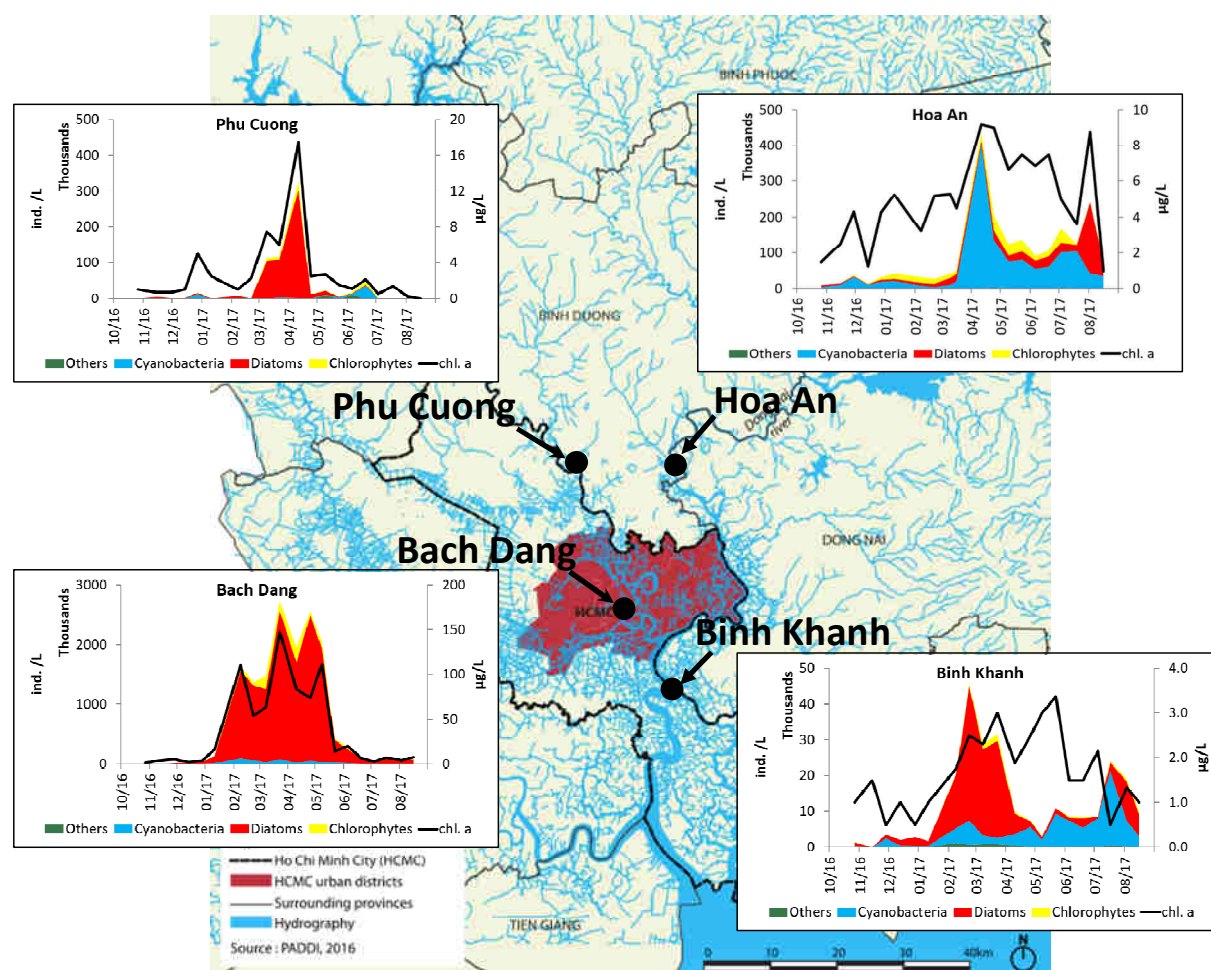 BINH PHUOC
Phu Cuong
500
400
300
200
100
0
ind. /L
Thousands
20
16
12
8
4
0
µg/L
10/16
11/16
12/16
01/17
02/17
03/17
04/17
05/17
06/17
07/17
08/17
Others Cyanobacteria Diatoms Chlorophytes chl. a
Hoa An
500
400
300
200
100
0
ind. /L
Thousands
10
8
6
4
2
0
µg/L
10/16
11/16
12/16
01/17
02/17
03/17
04/17
05/17
06/17
07/17
08/17
Others Cyanobacteria Diatoms Chlorophytes chl. a
BINH DUONG
Phu Cuong
Hoa An
river
Bach Dang
DONG NAI
HCMC
Binh Khanh
Bach Dang
3000
2000
1000
0
ind. /L
Thousands
200
150
100
50
0
µg/L
10/16
11/16
12/16
01/17
02/17
03/17
04/17
05/17
06/17
07/17
08/17
Others Cyanobacteria Diatoms Chlorophytes chl. a
Binh Khanh
50
40
30
20
10
0
ind. /L
Thousands
4.0
3.0
2.0
1.0
0.0
µg/L
10/16
11/16
12/16
01/17
02/17
03/17
04/17
05/17
06/17
07/17
08/17
Others Cyanobacteria Diatoms Chlorophytes chl. a
Ho Chi Minh City (HCMC)
HCMC urban districts
Surrounding provinces
Hydrography
Source : PADDI, 2016
TIEN GIANG
0 10 20 30 40km
N